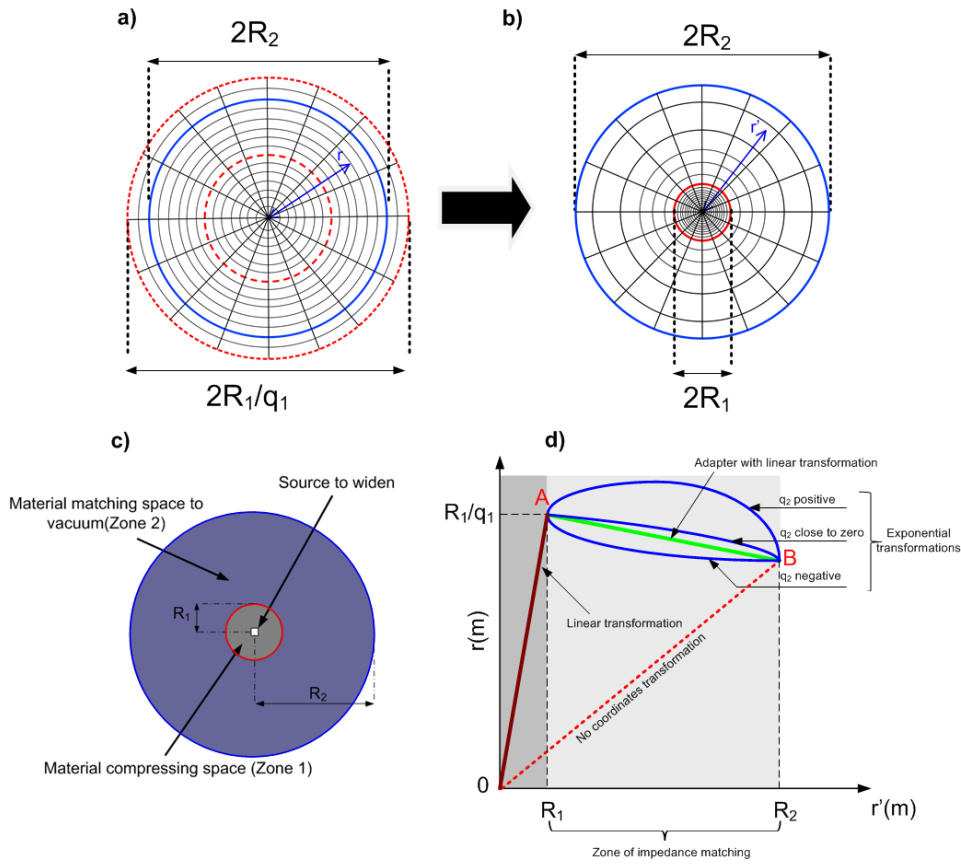 a)
2R₂
r
2R₁/q₁
b)
2R₂
r'
2R₁
c)
Source to widen
Material matching space to
vacuum(Zone 2)
R₁
R₂
Material compressing space (Zone 1)
d)
Adapter with linear transformation
A
R₁/q₁
q₂ positive
q₂ close to zero
Exponential
transformations
B
q₂ negative
Linear transformation
r(m)
No coordinates transformation
0
R₁
R₂
r'(m)
Zone of impedance matching